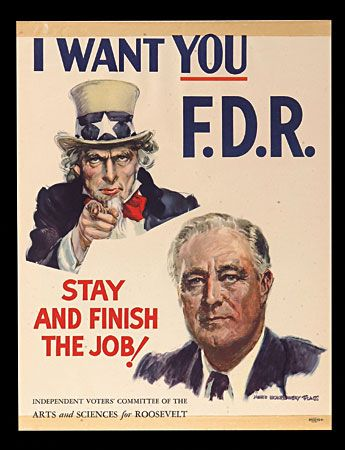 I WANT YOU
F.D.R.
STAY
AND FINISH
THE JOB!
JAMES MONTGOMERY FLAGG
INDEPENDENT VOTERS' COMMITTEE OF THE
ARTS and SCIENCES for ROOSEVELT